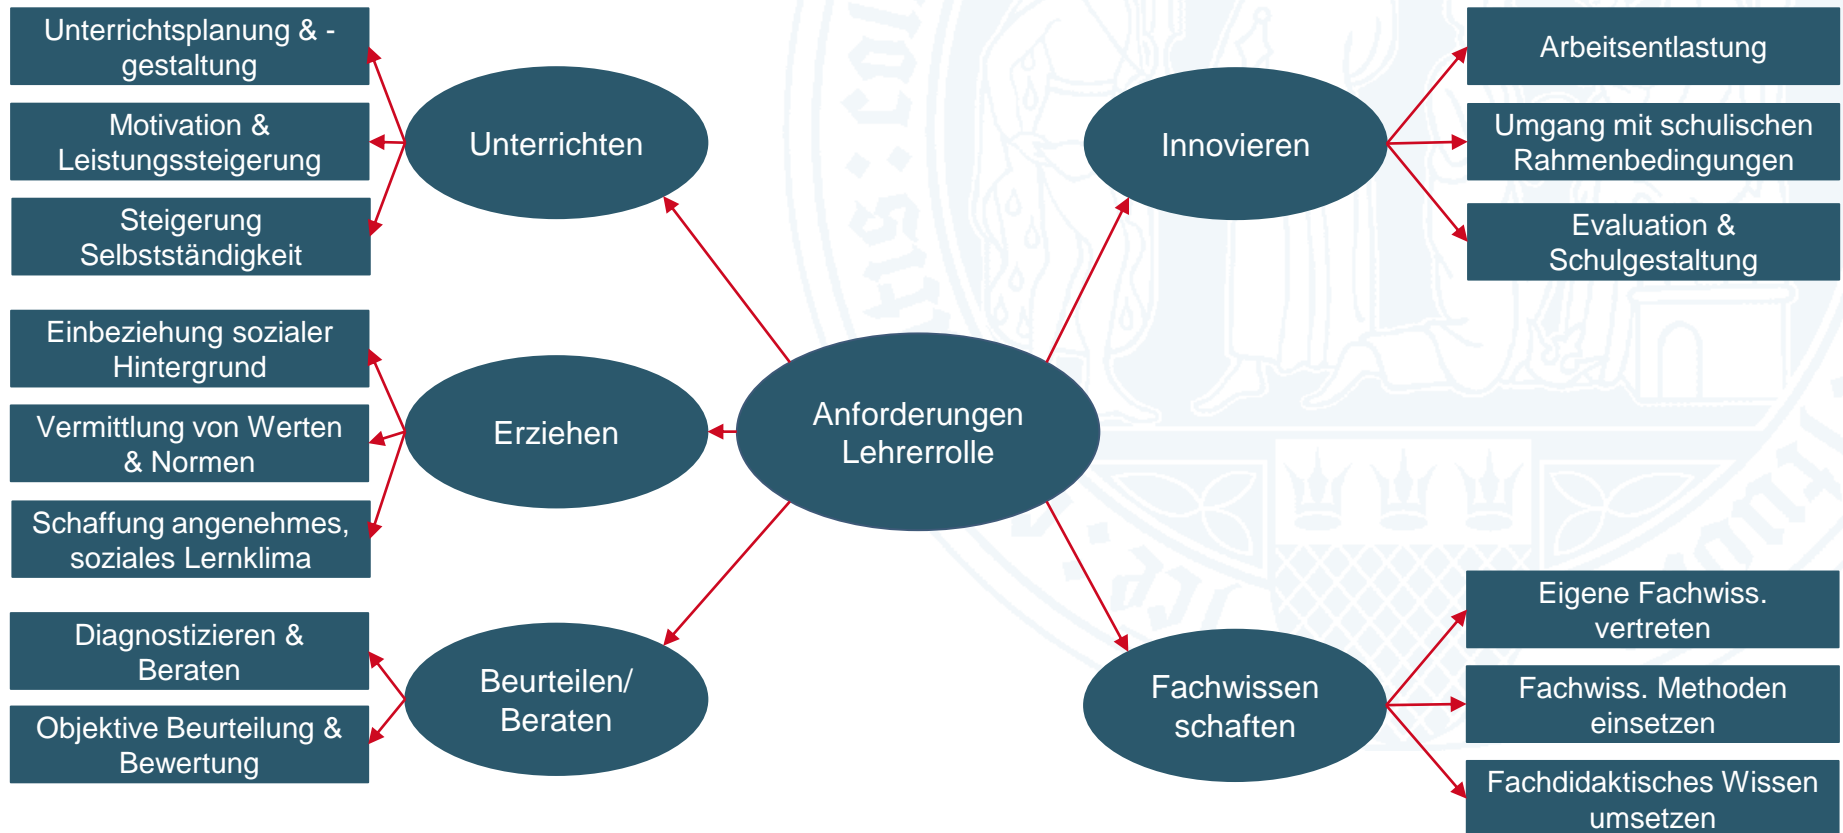 Unterrichtsplanung & -
gestaltung
Motivation &
Leistungssteigerung
Steigerung
Selbstständigkeit
Unterrichten
Einbeziehung sozialer
Hintergrund
Vermittlung von Werten
& Normen
Schaffung angenehmes,
soziales Lernklima
Erziehen
Diagnostizieren &
Beraten
Objektive Beurteilung &
Bewertung
Beurteilen/
Beraten
Anforderungen
Lehrerrolle
Innovieren
Arbeitsentlastung
Umgang mit schulischen
Rahmenbedingungen
Evaluation &
Schulgestaltung
Fachwissen
schaften
Eigene Fachwiss.
vertreten
Fachwiss. Methoden
einsetzen
Fachdidaktisches Wissen
umsetzen